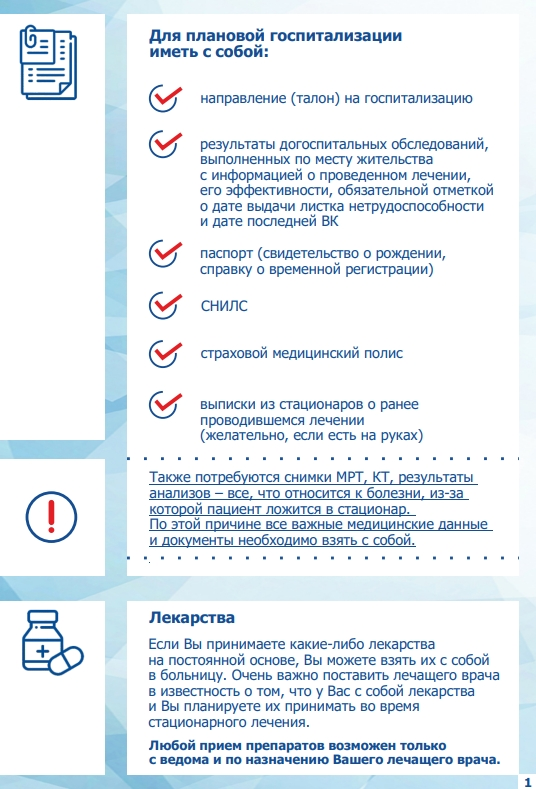 Для плановой госпитализации
иметь с собой:
направление (талон) на госпитализацию
результаты догоспитальных обследований,
выполненных по месту жительства
с информацией о проведенном лечении,
его эффективности, обязательной отметкой
о дате выдачи листка нетрудоспособности
и дате последней ВК
паспорт (свидетельство о рождении,
справку о временной регистрации)
СНИЛС
страховой медицинский полис
выписки из стационаров о ранее
проводившемся лечении
(желательно, если есть на руках)
Также потребуются снимки МРТ, КТ, результаты
анализов – все, что относится к болезни, из-за
которой пациент ложится в стационар.
По этой причине все важные медицинские данные
и документы необходимо взять с собой.
Лекарства
Если Вы принимаете какие-либо лекарства
на постоянной основе, Вы можете взять их с собой
в больницу. Очень важно поставить лечащего врача
в известность о том, что у Вас с собой лекарства
и Вы планируете их принимать во время
стационарного лечения.
Любой прием препаратов возможен только
с ведома и по назначению Вашего лечащего врача.
1